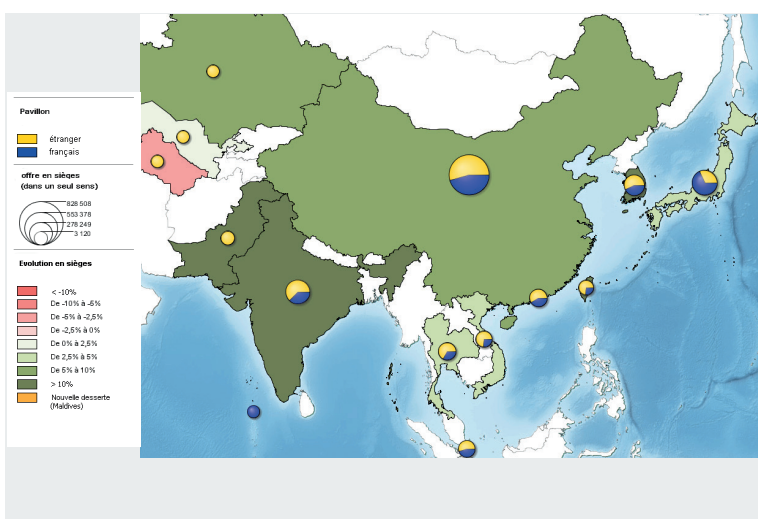 Pavillon
étranger
français
offre en sièges
(dans un seul sens)
828 508
553 378
278 249
3 120
Evolution en sièges
< -10%
De -10% à -5%
De -5% à -2,5%
De -2,5% à 0%
De 0% à 2,5%
De 2,5% à 5%
De 5% à 10%
> 10%
Nouvelle desserte
(Maldives)